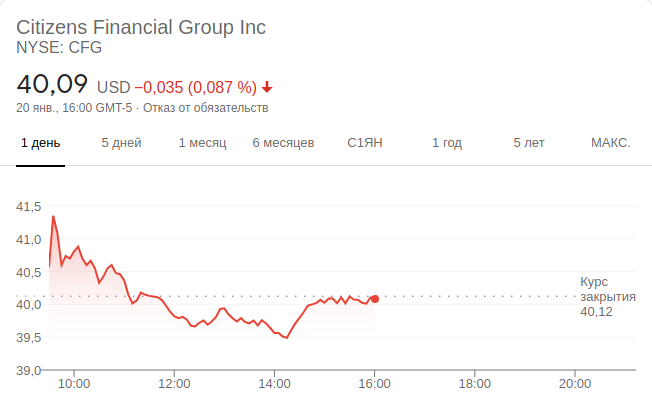 Citizens Financial Group Inc
NYSE: CFG
40,09 USD −0,035 (0,087 %)
20 янв., 16:00 GMT-5 · Отказ от обязательств
1 день 5 дней 1 месяц 6 месяцев С1ЯН 1 год 5 лет МАКС.
41,5
41,0
40,5
40,0
39,5
39,0
Курс
закрытия
40,12
10:00 12:00 14:00 16:00 18:00 20:00